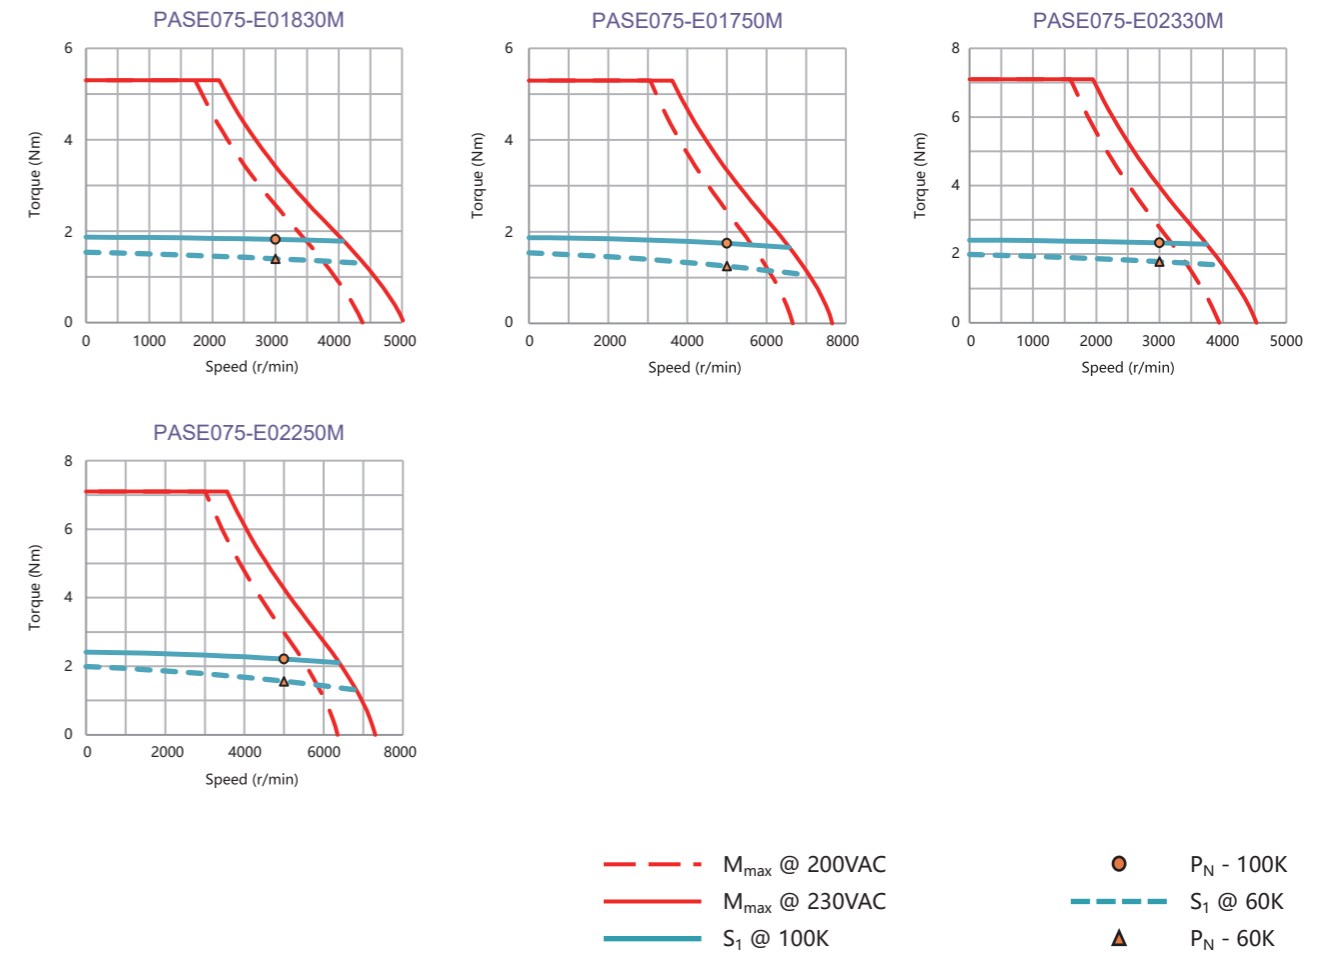 PASE075-E01830M
6
4
2
0
Torque (Nm)
0 1000 2000 3000 4000 5000
Speed (r/min)
PASE075-E01750M
6
4
2
0
Torque (Nm)
0 2000 4000 6000 8000
Speed (r/min)
PASE075-E02330M
8
6
4
2
0
Torque (Nm)
0 1000 2000 3000 4000 5000
Speed (r/min)
PASE075-E02250M
8
6
4
2
0
Torque (Nm)
0 2000 4000 6000 8000
Speed (r/min)
Mmax @ 200VAC
Mmax @ 230VAC
S1 @ 100K
PN - 100K
S1 @ 60K
PN - 60K